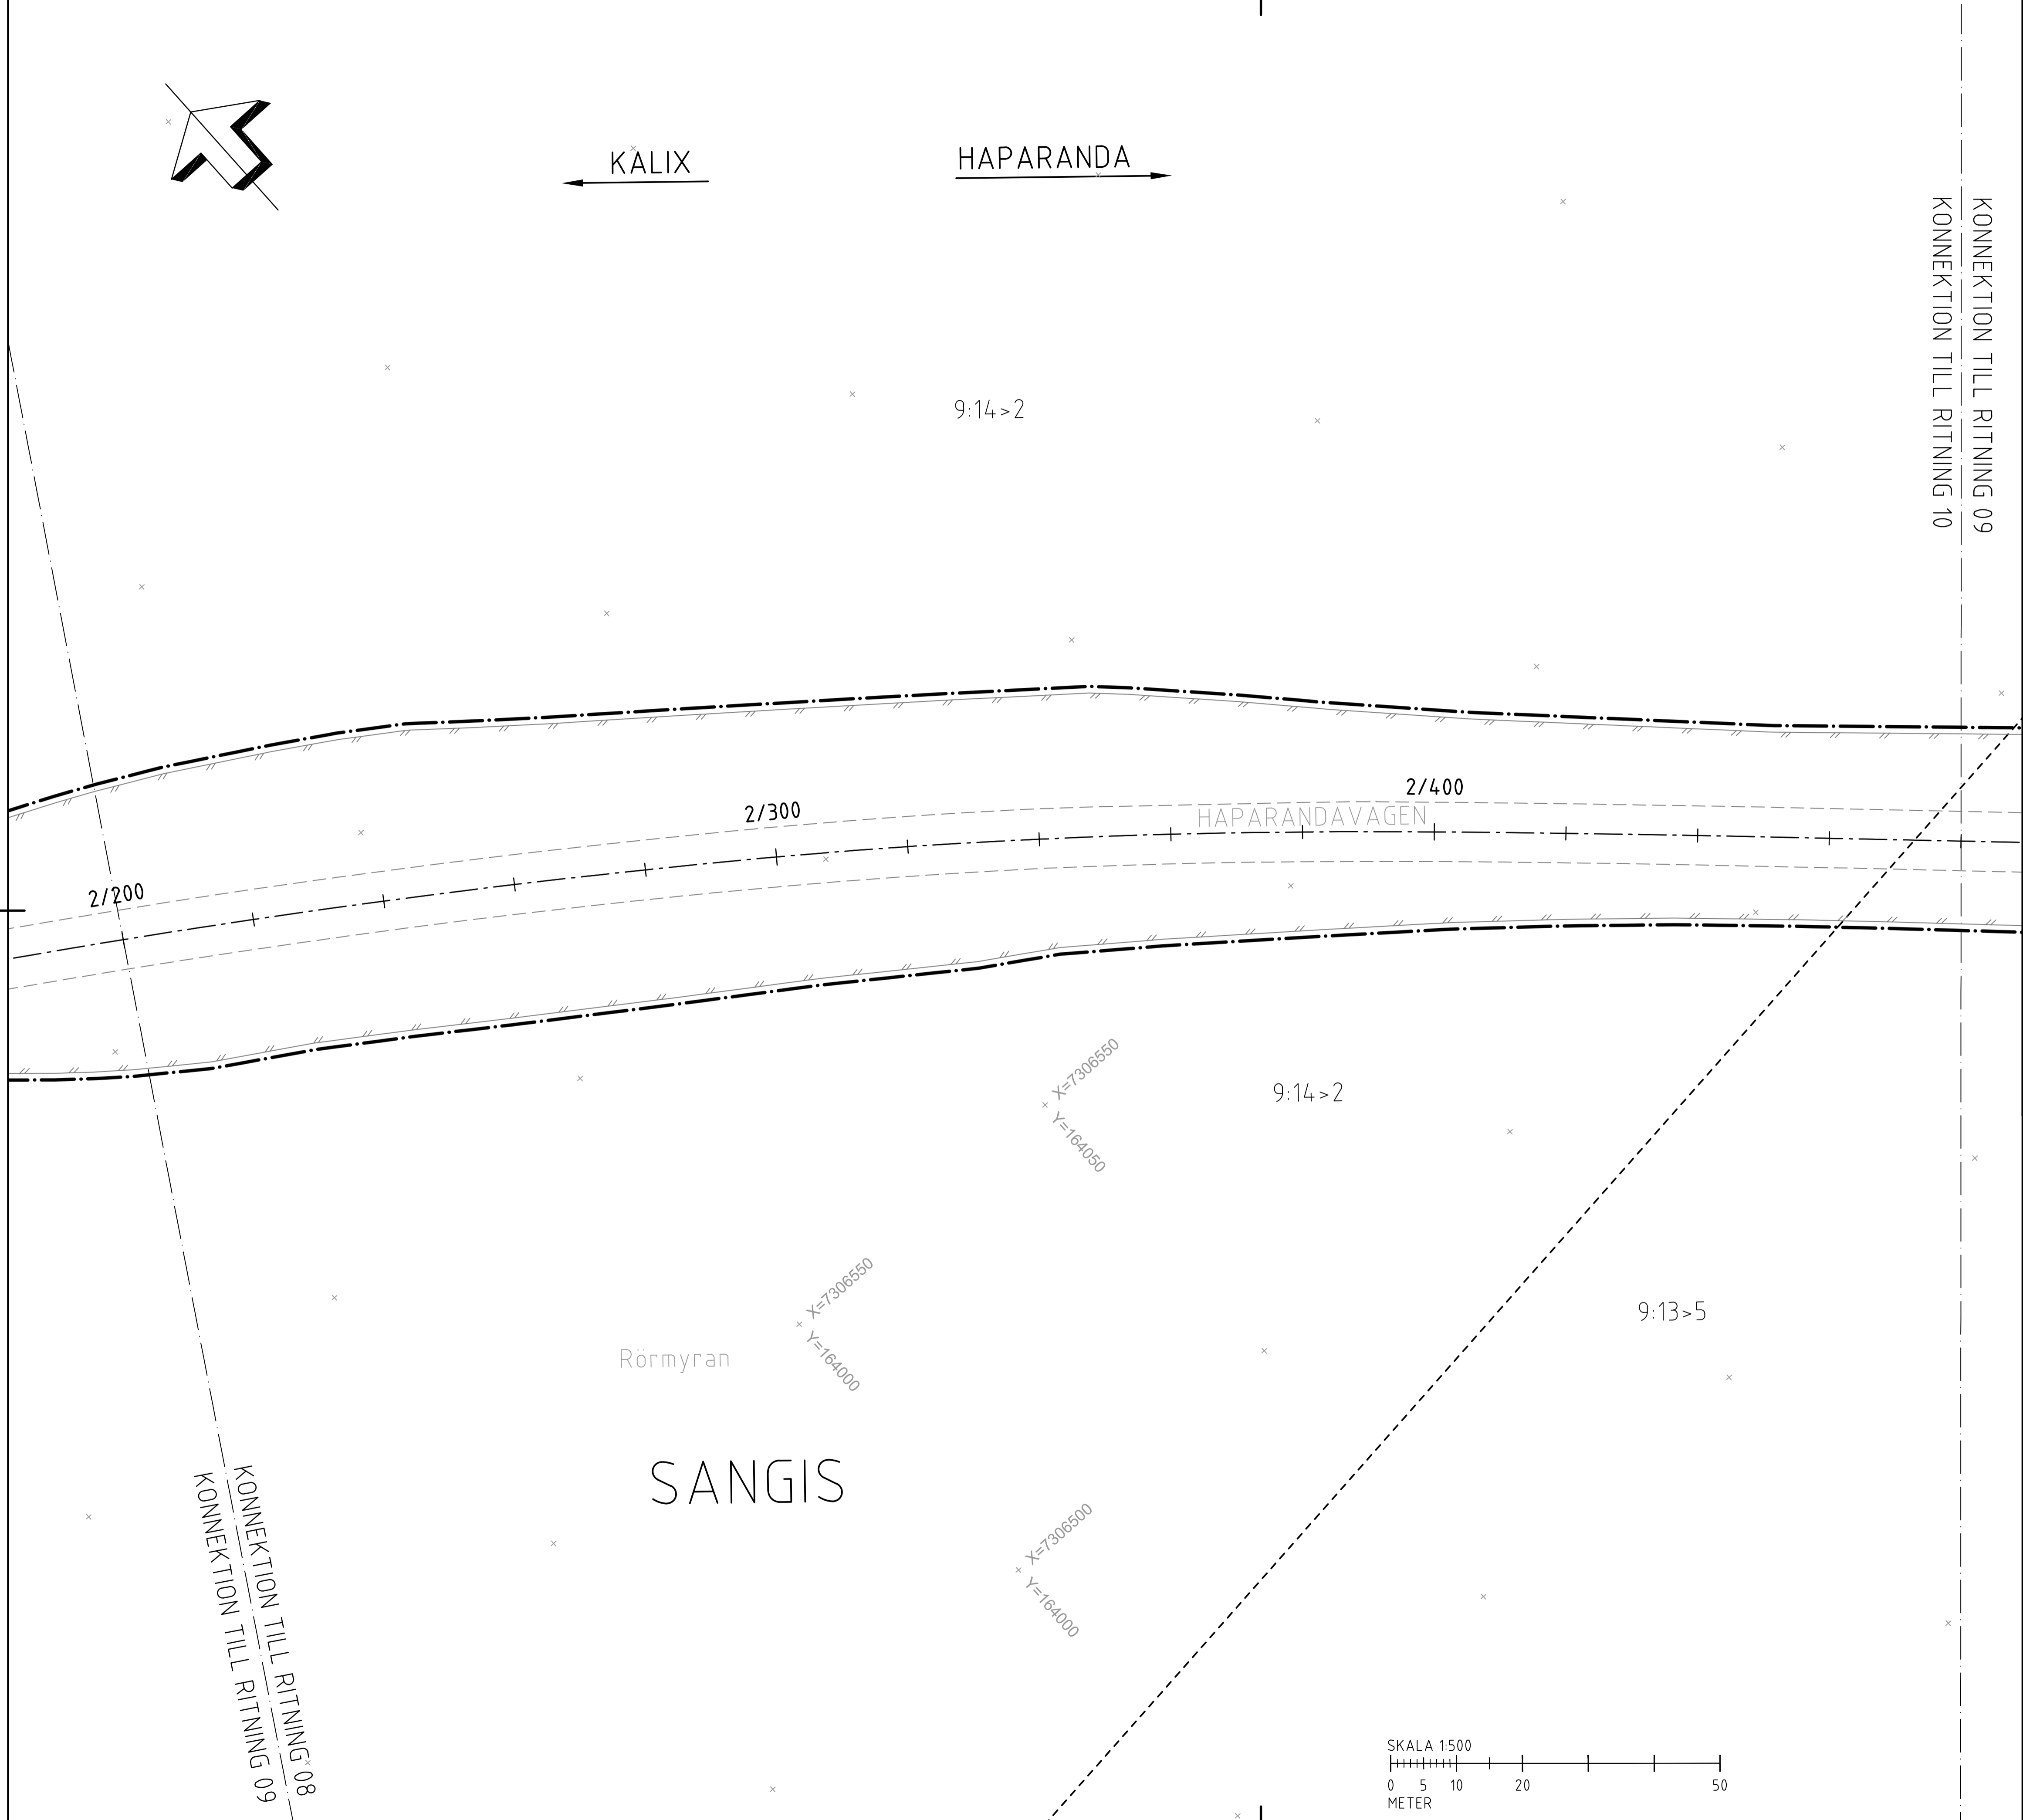 KALIX
HAPARANDA
KONNEKTION TILL RITNING 09
KONNEKTION TILL RITNING 10
9:14>2
2/400
HAPARANDAVÄGEN
2/300
2/200
X=7306550
Y=164050
9:14>2
X=7306550
Y=164000
9:13>5
Rörmyran
SANGIS
X=7306500
Y=164000
KONNEKTION TILL RITNING 08
KONNEKTION TILL RITNING 09
SKALA 1:500
0 5 10 20 50
METER